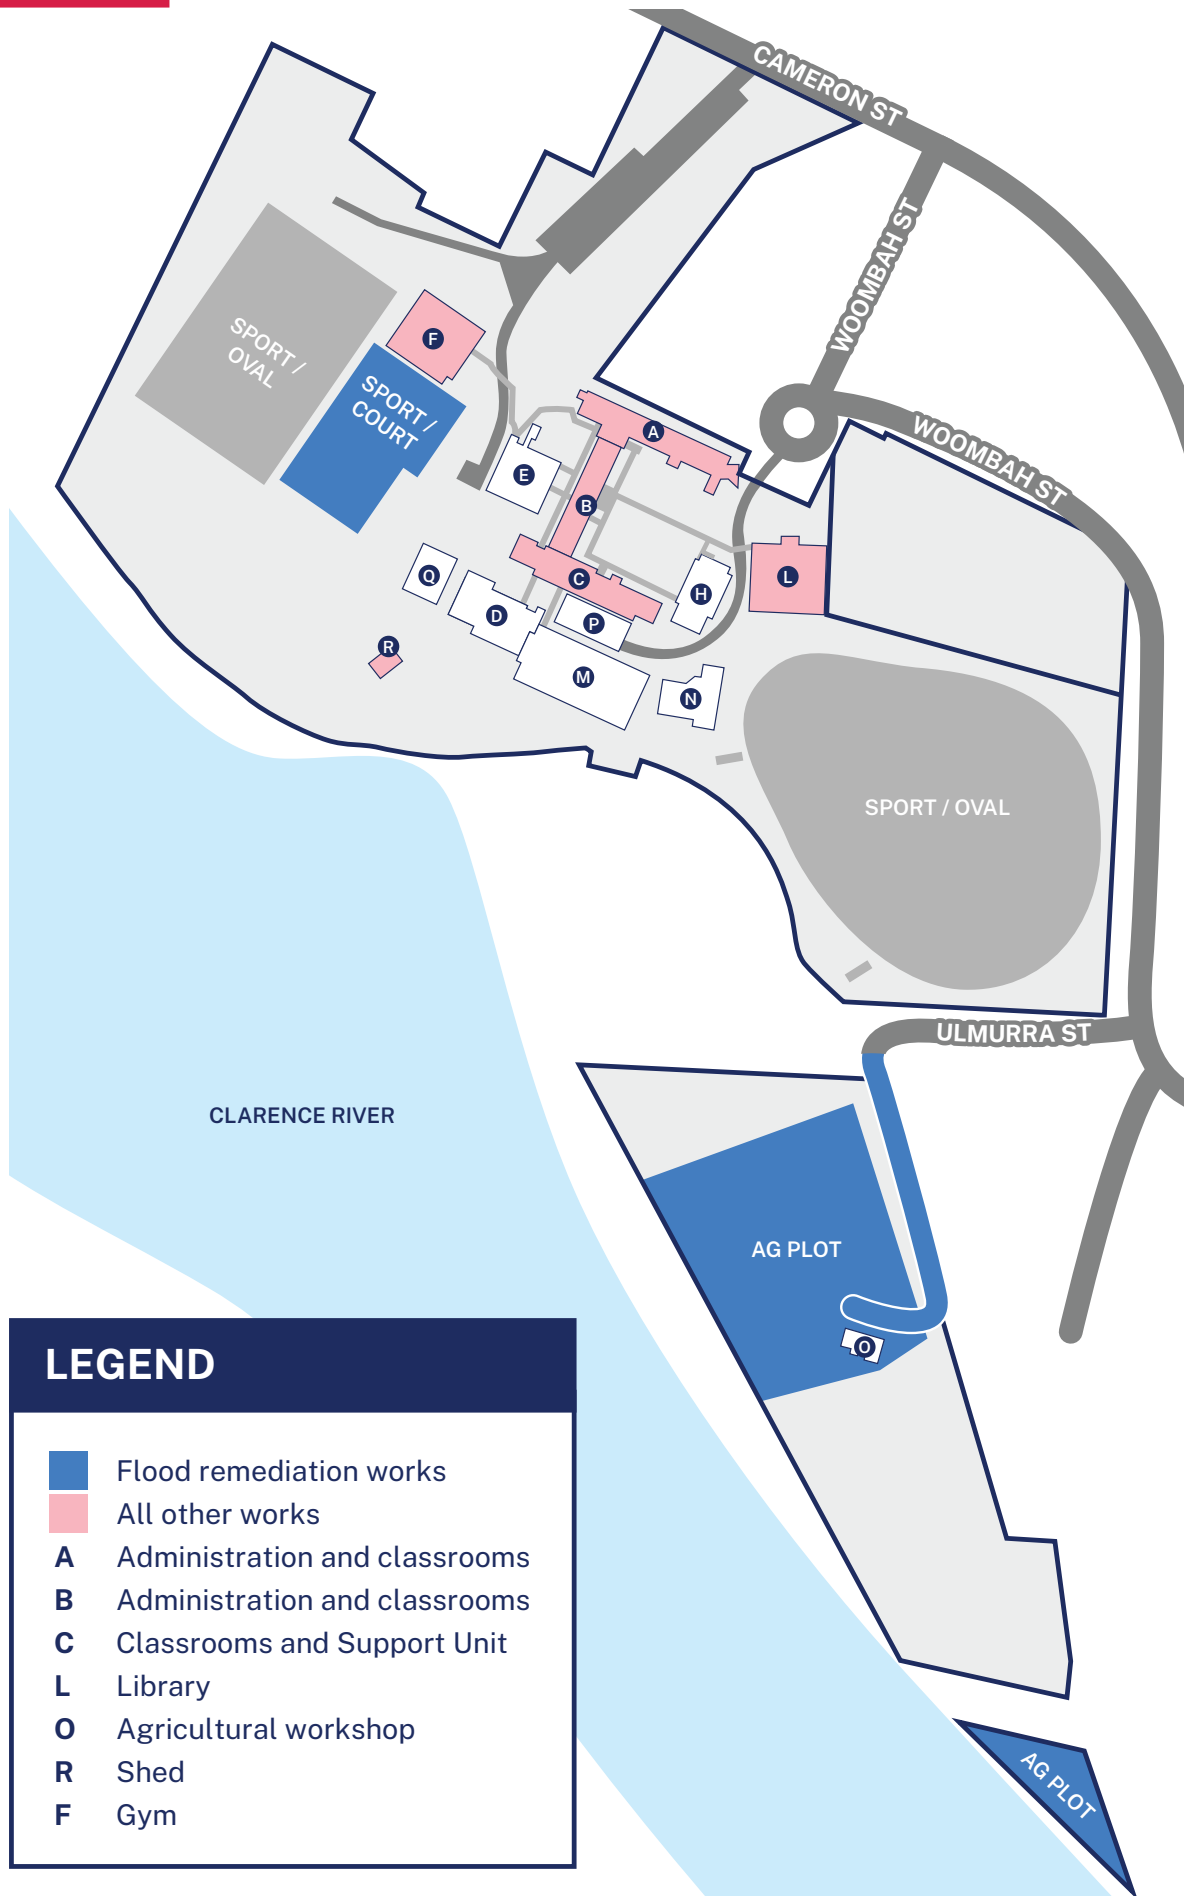 CAMERON ST
WOOMBAH ST
WOOMBAH ST
SPORT /
OVAL
F
SPORT /
COURT
A
E
B
Q
C
L
H
D
P
R
M
N
SPORT / OVAL
ULMURRA ST
CLARENCE RIVER
AG PLOT
O
AG PLOT
LEGEND
Flood remediation works
All other works
A Administration and classrooms
B Administration and classrooms
C Classrooms and Support Unit
L Library
O Agricultural workshop
R Shed
F Gym